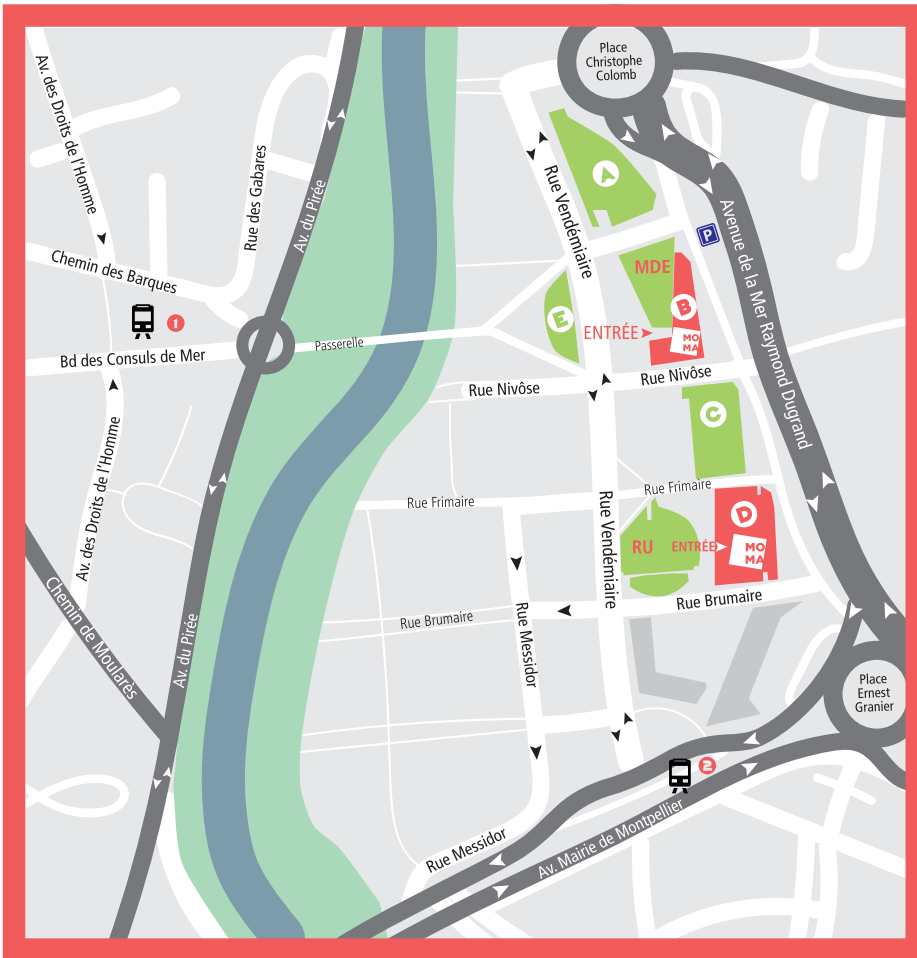 Place
Christophe
Colomb
Av. des Droits de l'Homme
Rue des Gabares
Av. du Pirée
Rue Vendémiaire
A
P
Avenue de la Mer Raymond Dugrand
Chemin des Barques
MDE
B
E
1
ENTRÉE
MO
MA
Passerelle
Bd des Consuls de Mer
Rue Nivôse
Rue Nivôse
C
Av. des Droits de l'Homme
Rue Frimaire
Rue Frimaire
Rue Vendémiaire
D
RU
ENTRÉE
MO
MA
Rue Brumaire
Rue Brumaire
Rue Messidor
Chemin de Moularès
Av. du Pirée
Place
Ernest
Granier
2
Av. Mairie de Montpellier
Rue Messidor